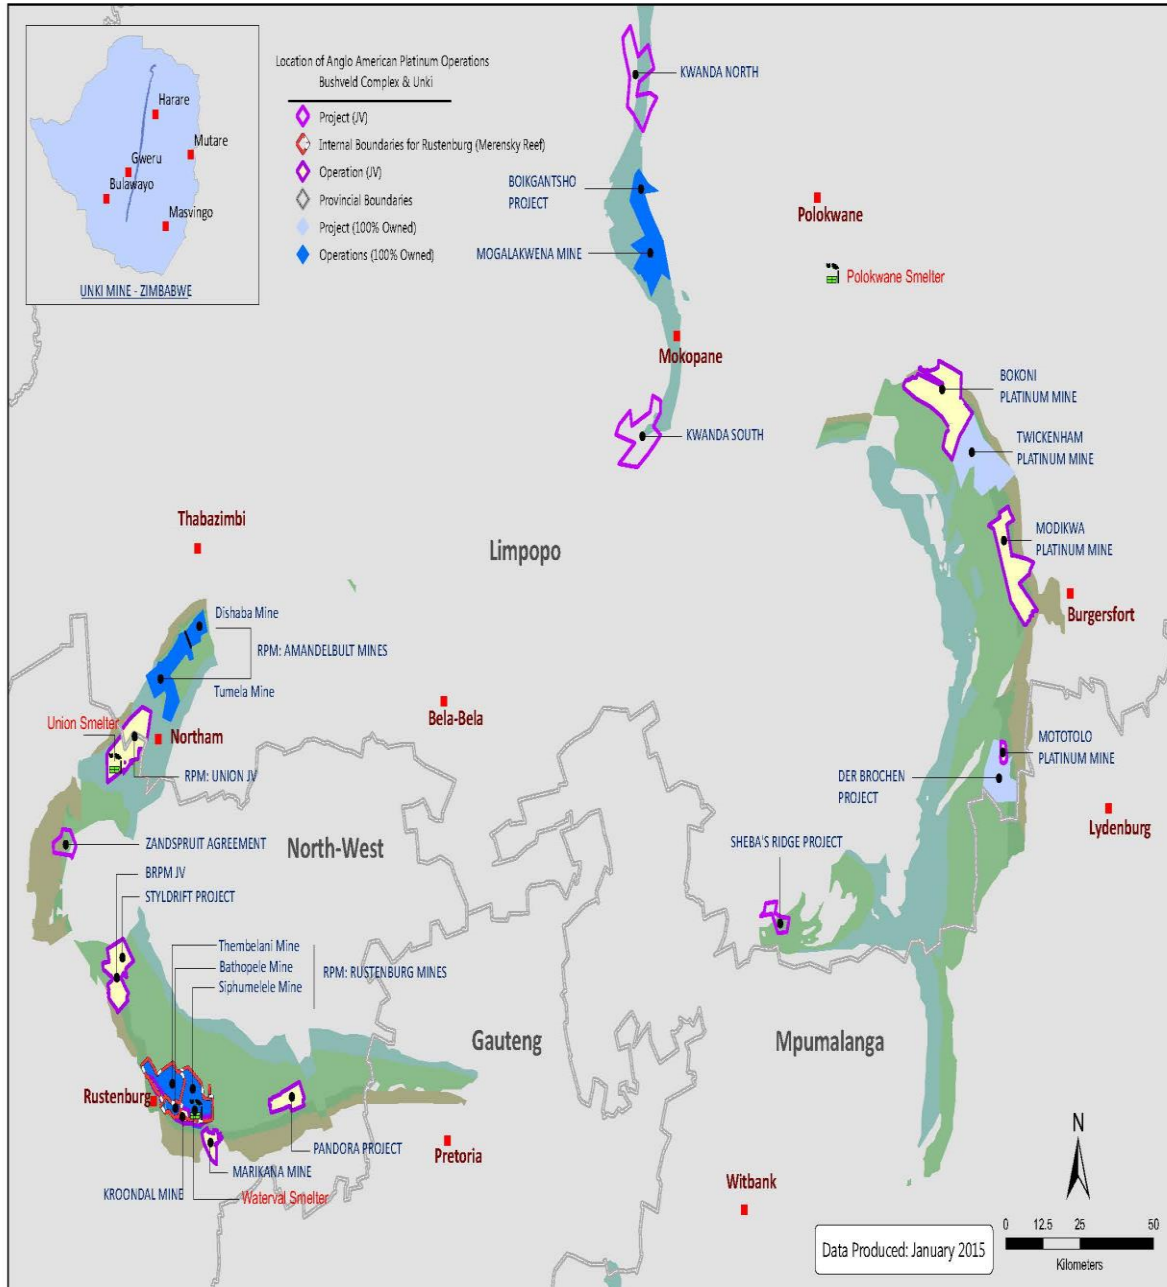 Harare
Mutare
Gweru
Bulawayo
Masvingo
UNKI MINE - ZIMBABWE
Location of Anglo American Platinum Operations
Bushveld Complex & Unki
Project (JV)
Internal Boundaries for Rustenburg (Merensky Reef)
Operation (JV)
Provincial Boundaries
Project (100% Owned)
Operations (100% Owned)
KWANDA NORTH
BOIKGANTSHO
PROJECT
MOGALAKWENA MINE
Polokwane
Polokwane Smelter
Mokopane
KWANDA SOUTH
BOKONI
PLATINUM MINE
TWICKENHAM
PLATINUM MINE
MODIKWA
PLATINUM MINE
Burgersfort
Thabazimbi
Limpopo
Dishaba Mine
RPM: AMANDELBULT MINES
Tumela Mine
Union Smelter
Northam
RPM: UNION JV
Bela-Bela
MOTOTOLO
PLATINUM MINE
DER BROCHEN
PROJECT
Lydenburg
ZANDSPRUIT AGREEMENT
North-West
SHEBA'S RIDGE PROJECT
BRPM JV
STYLDRIFT PROJECT
Thembelani Mine
Bathopele Mine
Siphumelele Mine
RPM: RUSTENBURG MINES
Gauteng
Mpumalanga
Rustenburg
PANDORA PROJECT
Pretoria
MARIKANA MINE
KROONDAL MINE
Waterval Smelter
Witbank
N
Data Produced: January 2015
0 12.5 25 50
Kilometers